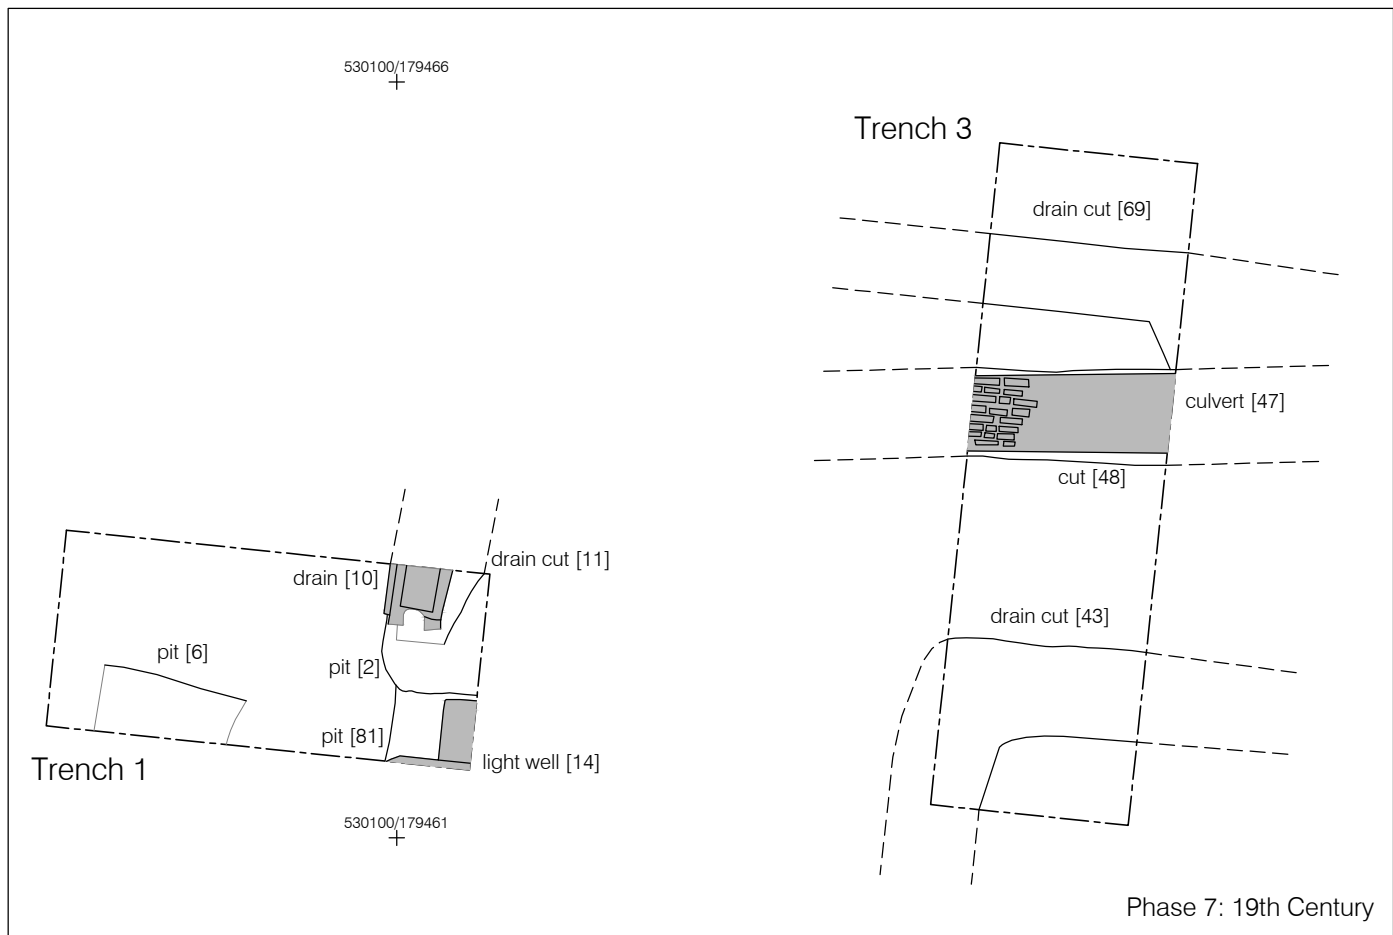 530100/179466
Trench 3
drain cut [69]
culvert [47]
cut [48]
drain cut [11]
drain [10]
drain cut [43]
pit [6]
pit [2]
pit [81]
light well [14]
Trench 1
530100/179461
Phase 7: 19th Century